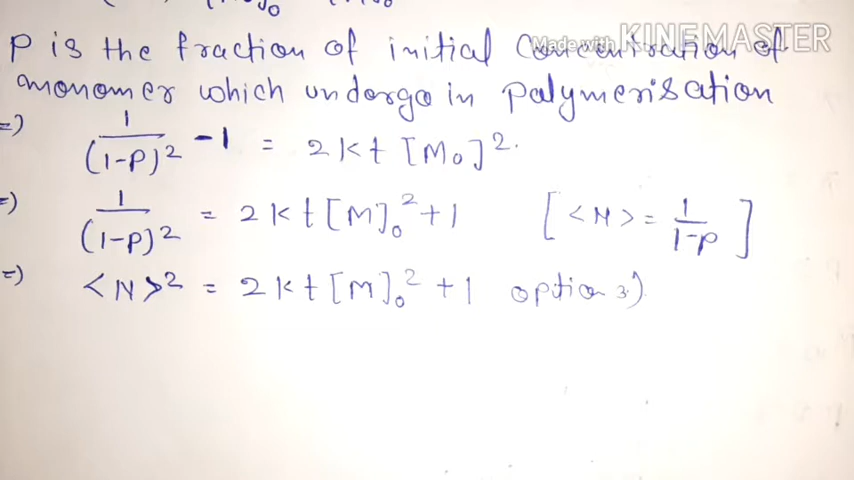 P is the fraction of initial Concentration of
Made with KINEMASTER
monomer which undergo in polymerisation
=) 1/(1-P)² - 1 = 2kt [M₀]².
=) 1/(1-P)² = 2kt [M]₀² + 1 [<N> = 1/1-P]
=) <N>² = 2kt [M]₀² + 1 option 3.)